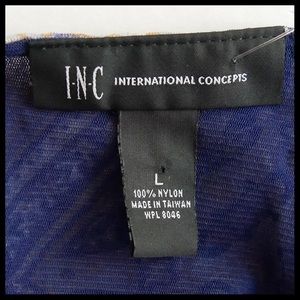 I·N·C INTERNATIONAL CONCEPTS
L
100% NYLON
MADE IN TAIWAN
WPL 8046